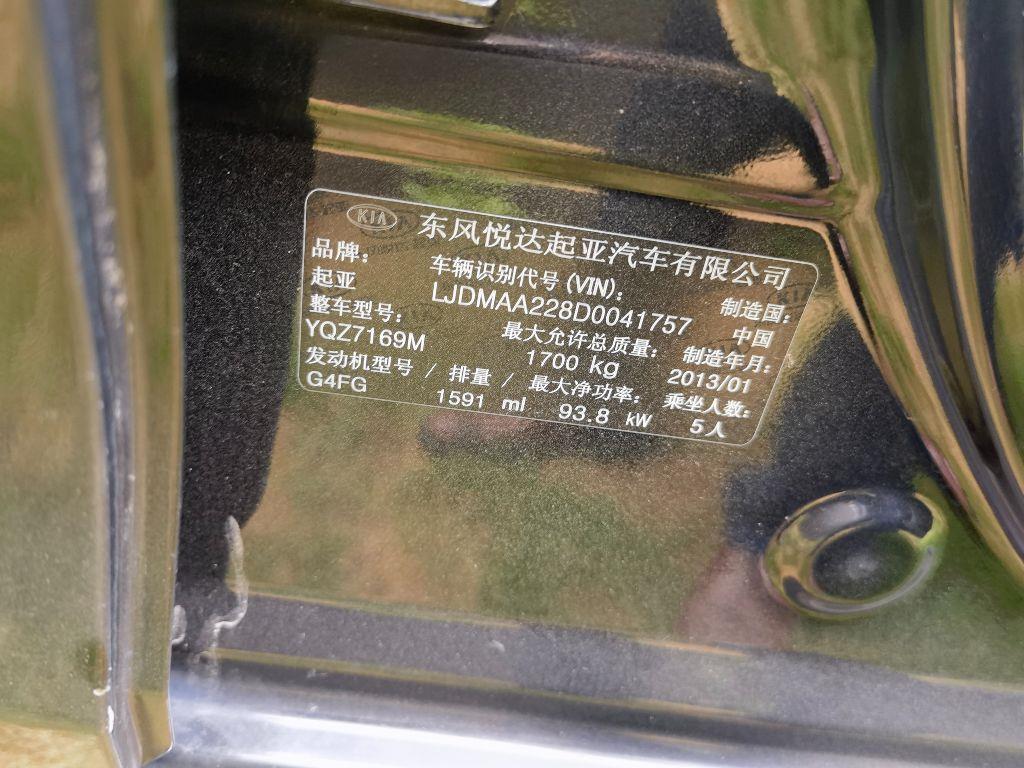 KIA 东风悦达起亚汽车有限公司
品牌： 车辆识别代号(VIN)： 制造国：
起亚 LJDMAA228D0041757 中国
整车型号： 最大允许总质量： 制造年月：
YQZ7169M 1700 kg 2013/01
发动机型号 / 排量 / 最大净功率： 乘坐人数：
G4FG 1591 ml 93.8 kW 5人